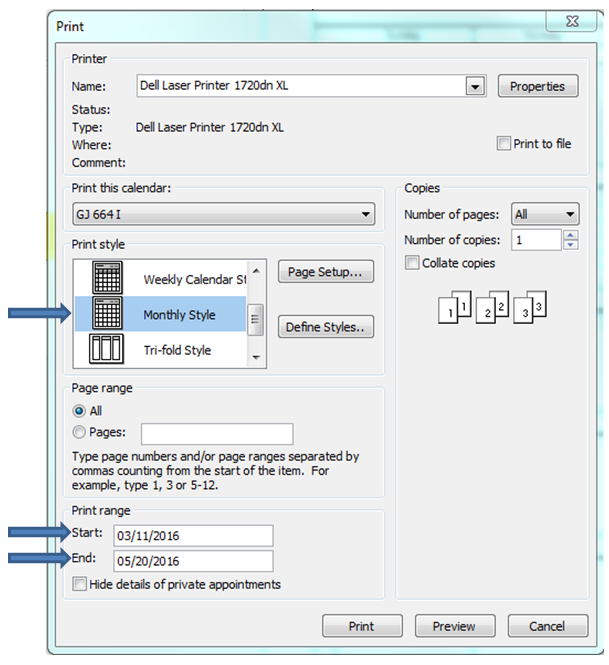 Print
Printer
Name: Dell Laser Printer 1720dn XL Properties
Status:
Type: Dell Laser Printer 1720dn XL
Where: Print to file
Comment:
Print this calendar:
GJ 664 I
Print style
Weekly Calendar St
Monthly Style
Tri-fold Style
Page Setup...
Define Styles..
Copies
Number of pages: All
Number of copies: 1
Collate copies
1 1 2 2 3 3
Page range
All
Pages:
Type page numbers and/or page ranges separated by
commas counting from the start of the item. For
example, type 1, 3 or 5-12.
Print range
Start: 03/11/2016
End: 05/20/2016
Hide details of private appointments
Print Preview Cancel